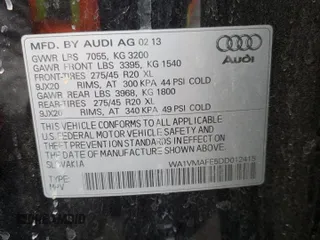 MFD. BY AUDI AG 02 13
GVWR LBS 7055, KG 3200
GAWR FRONT LBS 3395, KG 1540
FRONT-TIRES 275/45 R20 XL
9JX20 RIMS, AT 300 KPA 44 PSI COLD
GAWR REAR LBS 3968, KG 1800
REAR-TIRES 275/45 R20 XL
9JX20 RIMS, AT 340 KPA 49 PSI COLD
Audi
THIS VEHICLE CONFORMS TO ALL APPLICABLE
U.S. FEDERAL MOTOR VEHICLE SAFETY AND
THEFT PREVENTION STANDARDS IN EFFECT ON
THE DATE OF MANUFACTURE SHOWN ABOVE.
SLOVAKIA
TYPE: